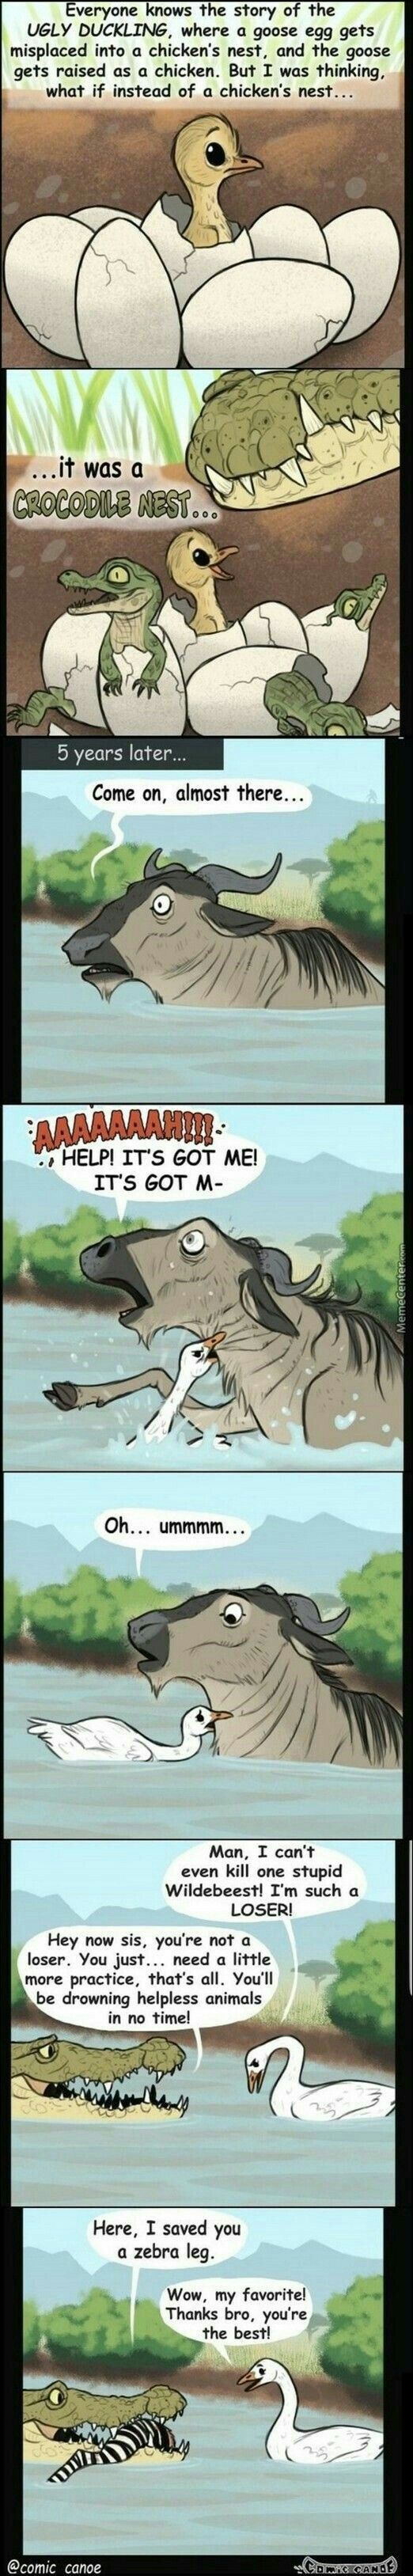 Everyone knows the story of the
UGLY DUCKLING, where a goose egg gets
misplaced into a chicken's nest, and the goose
gets raised as a chicken. But I was thinking,
what if instead of a chicken's nest...
...it was a
CROCODILE NEST...
5 years later...
Come on, almost there...
AAAAAAAH!!!
HELP! IT'S GOT ME!
IT'S GOT M-
MemeCenter.com
Oh... ummmm...
Man, I can't
even kill one stupid
Wildebeest! I'm such a
LOSER!
Hey now sis, you're not a
loser. You just... need a little
more practice, that's all. You'll
be drowning helpless animals
in no time!
Here, I saved you
a zebra leg.
Wow, my favorite!
Thanks bro, you're
the best!
@comic_canoe
COMIC CANOE